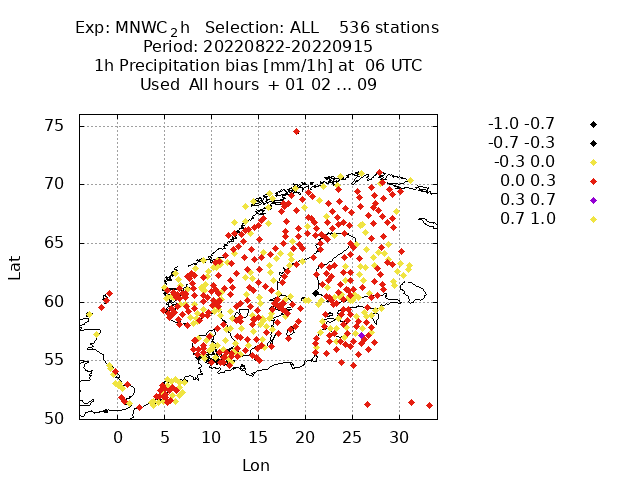 Exp: MNWC_2h   Selection: ALL    536 stations
Period: 20220822-20220915
1h Precipitation bias [mm/1h] at  06 UTC
Used  All hours  + 01 02 ... 09
-1.0 -0.7
-0.7 -0.3
-0.3 0.0
0.0 0.3
0.3 0.7
0.7 1.0
75
70
65
60
55
50
Lat
0 5 10 15 20 25 30
Lon